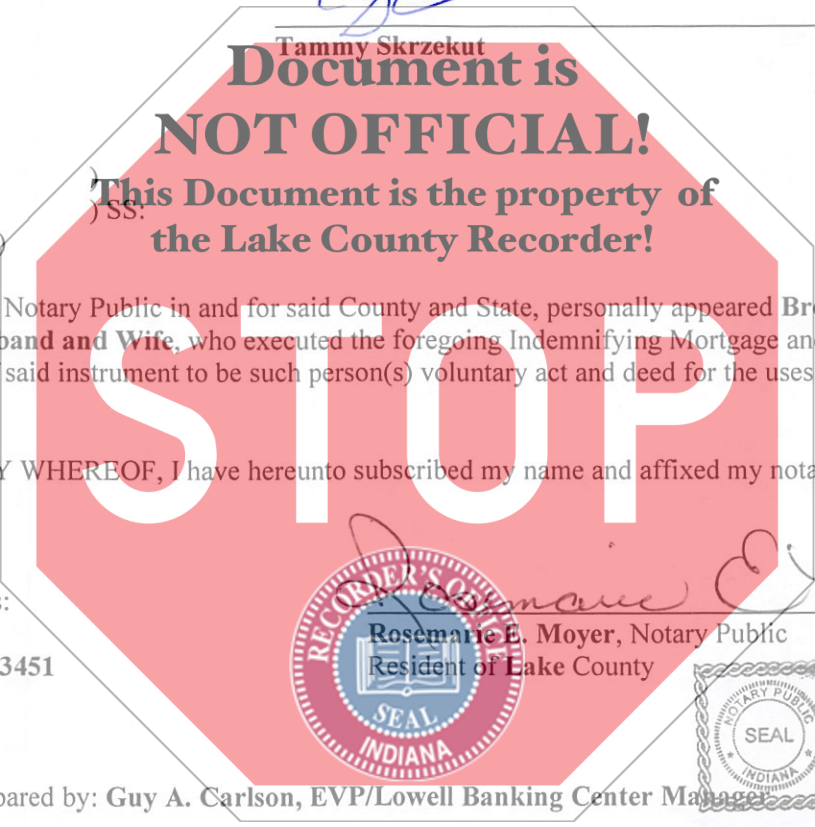 Tammy Skrzekut
Document is
NOT OFFICIAL!
)
This Document is the property of
) SS:
the Lake County Recorder!
)
Notary Public in and for said County and State, personally appeared Br
band and Wife, who executed the foregoing Indemnifying Mortgage an
said instrument to be such person(s) voluntary act and deed for the uses
STOP
Y WHEREOF, I have hereunto subscribed my name and affixed my nota
Rosemarie E.
s:
Rosemarie E. Moyer, Notary Public
3451
Resident of Lake County
RECORDER'S OFFICE
SEAL
INDIANA
NOTARY PUBLIC
SEAL
INDIANA
pared by: Guy A. Carlson, EVP/Lowell Banking Center Manager